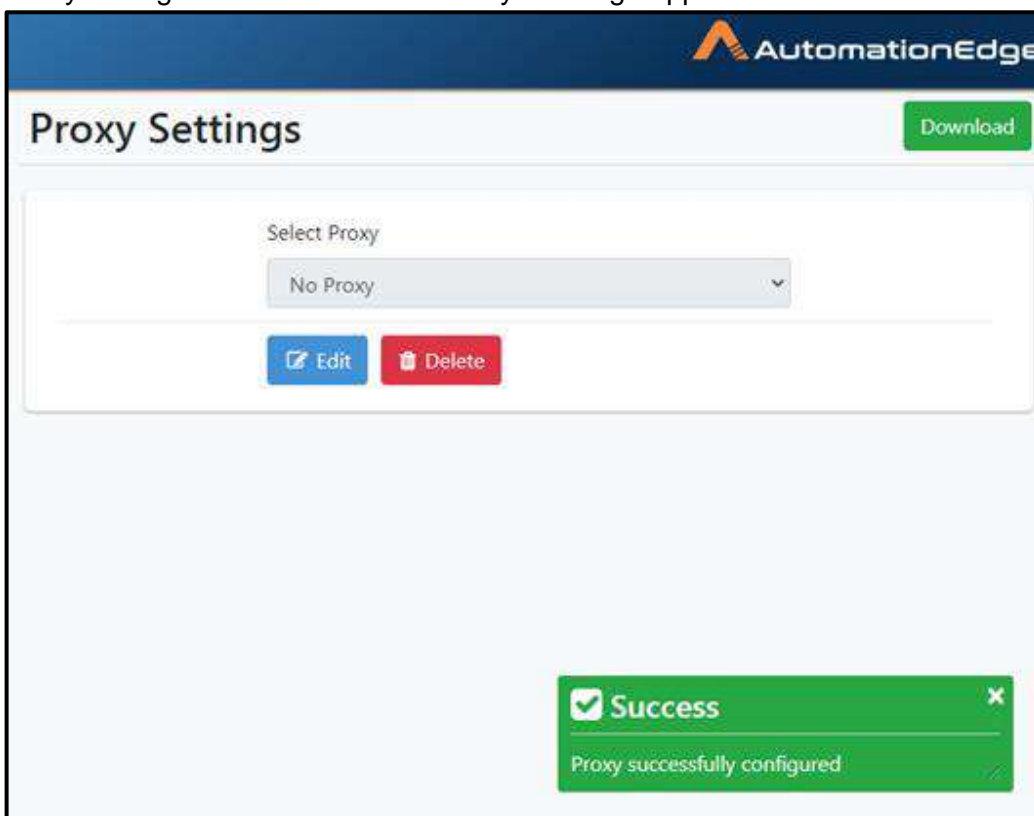 AutomationEdge
Proxy Settings
Download
Select Proxy
No Proxy
Edit
Delete
Success
Proxy successfully configured